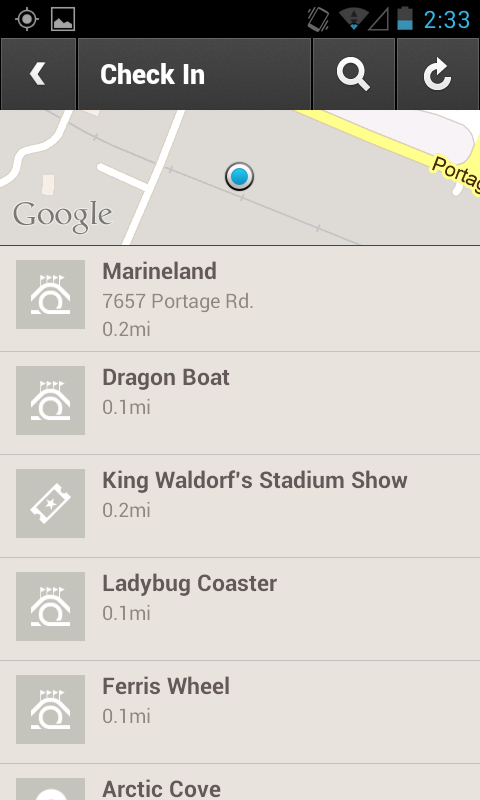 2:33
Check In
Portag
Google
Marineland
7657 Portage Rd.
0.2mi
Dragon Boat
0.1mi
King Waldorf's Stadium Show
0.2mi
Ladybug Coaster
0.1mi
Ferris Wheel
0.1mi
Arctic Cove